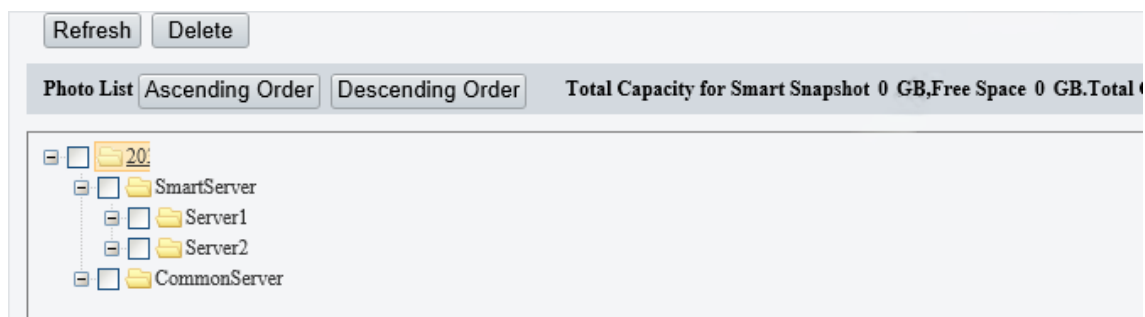 Refresh Delete
Photo List Ascending Order Descending Order Total Capacity for Smart Snapshot 0 GB,Free Space 0 GB.Total
SmartServer
Server1
Server2
CommonServer